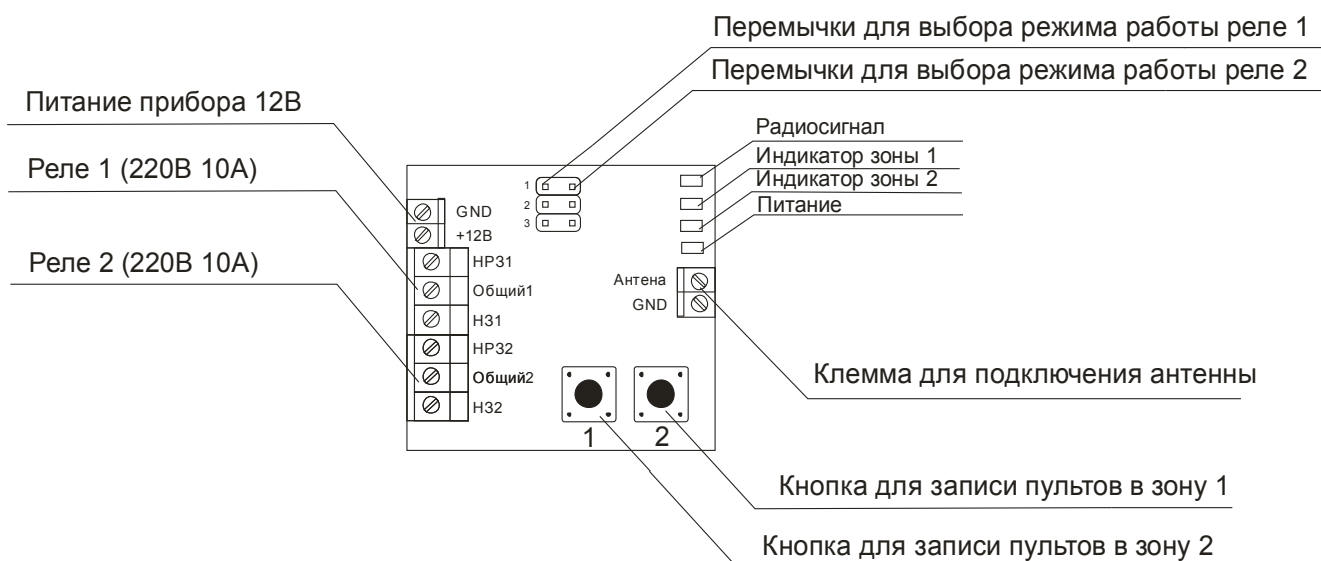 Перемычки для выбора режима работы реле 1
Перемычки для выбора режима работы реле 2
Питание прибора 12В
Реле 1 (220В 10А)
Реле 2 (220В 10А)
Радиосигнал
Индикатор зоны 1
Индикатор зоны 2
Питание
1
2
3
GND
+12В
НР31
Общий1
Н31
НР32
Общий2
Н32
Антена
GND
Клемма для подключения антенны
1
2
Кнопка для записи пультов в зону 1
Кнопка для записи пультов в зону 2